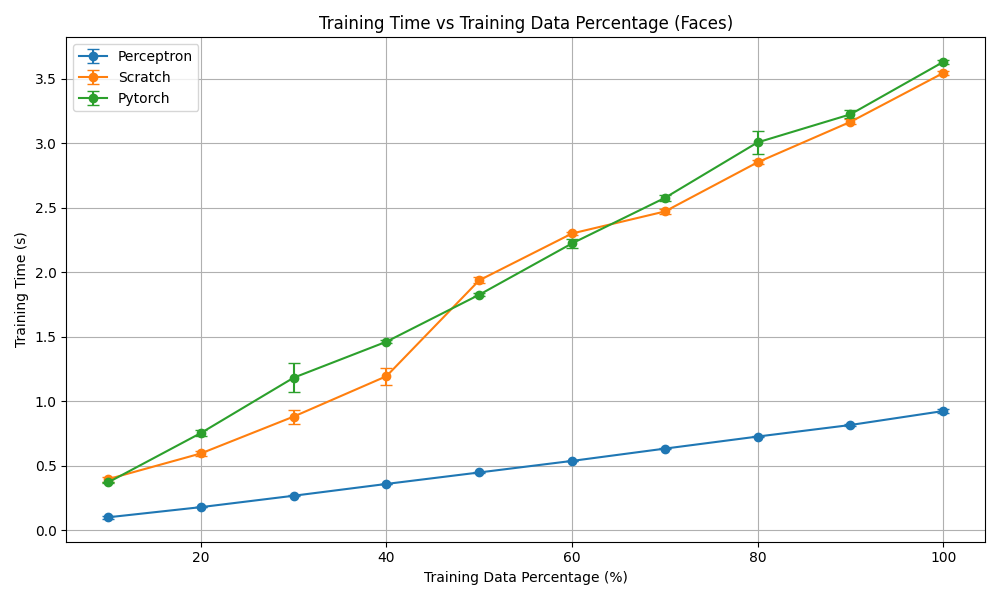 Training Time vs Training Data Percentage (Faces)
Perceptron
Scratch
Pytorch
Training Time (s)
3.5
3.0
2.5
2.0
1.5
1.0
0.5
0.0
20 40 60 80 100
Training Data Percentage (%)